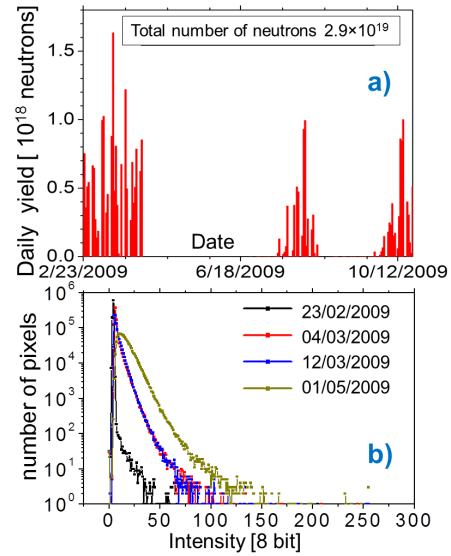 Total number of neutrons 2.9×10¹⁹
a)
Daily yield [ 10¹⁸ neutrons]
1.5
1.0
0.5
0.0
Date
2/23/2009 6/18/2009 10/12/2009
b)
number of pixels
10⁶
10⁵
10⁴
10³
10²
10¹
10⁰
23/02/2009
04/03/2009
12/03/2009
01/05/2009
0 50 100 150 200 250 300
Intensity [8 bit]